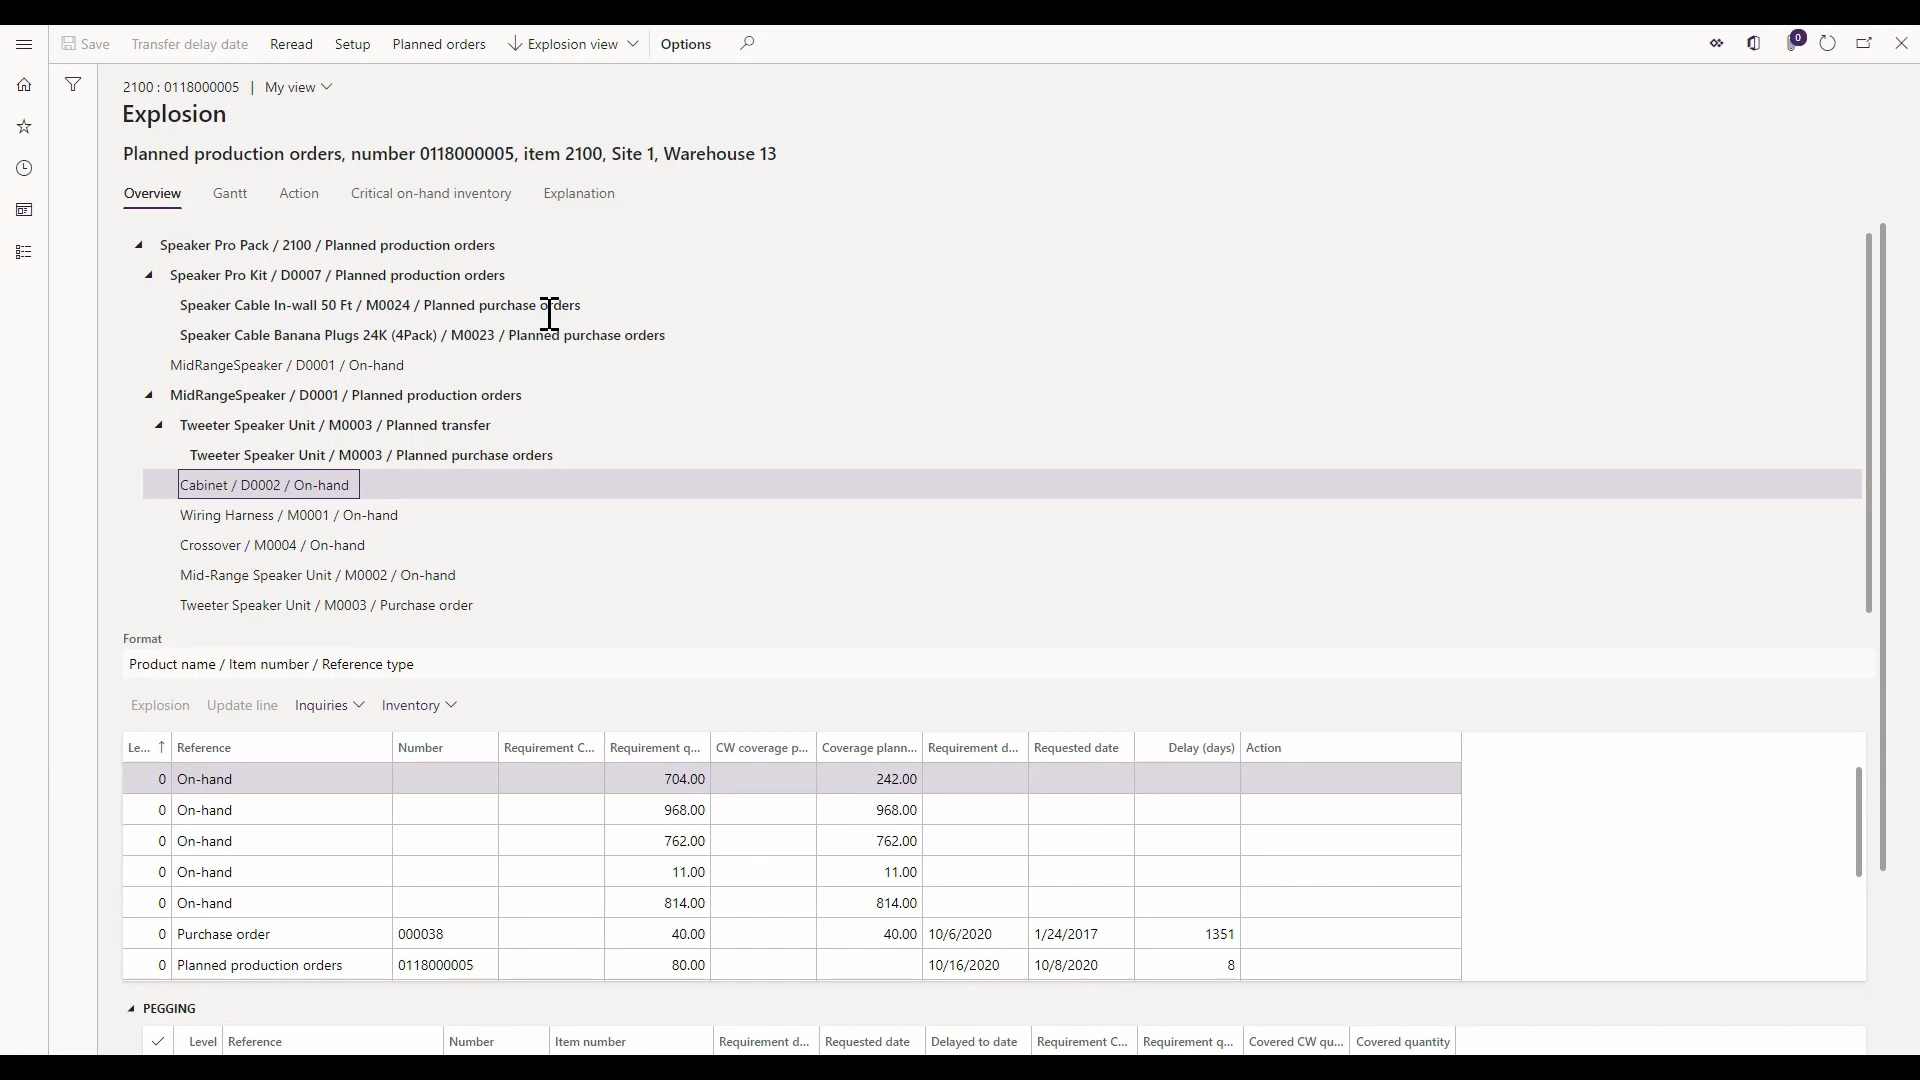 Save Transfer delay date Reread Setup Planned orders Explosion view Options 0
2100 : 0118000005 | My view
Explosion
Planned production orders, number 0118000005, item 2100, Site 1, Warehouse 13
Overview Gantt Action Critical on-hand inventory Explanation
Speaker Pro Pack / 2100 / Planned production orders
Speaker Pro Kit / D0007 / Planned production orders
Speaker Cable In-wall 50 Ft / M0024 / Planned purchase orders
Speaker Cable Banana Plugs 24K (4Pack) / M0023 / Planned purchase orders
MidRangeSpeaker / D0001 / On-hand
MidRangeSpeaker / D0001 / Planned production orders
Tweeter Speaker Unit / M0003 / Planned transfer
Tweeter Speaker Unit / M0003 / Planned purchase orders
Cabinet / D0002 / On-hand
Wiring Harness / M0001 / On-hand
Crossover / M0004 / On-hand
Mid-Range Speaker Unit / M0002 / On-hand
Tweeter Speaker Unit / M0003 / Purchase order
Format
Product name / Item number / Reference type
Explosion Update line Inquiries Inventory
Le... ↑ Reference Number Requirement C... Requirement q... CW coverage p... Coverage plann... Requirement d... Requested date Delay (days) Action
0 On-hand 704.00 242.00
0 On-hand 968.00 968.00
0 On-hand 762.00 762.00
0 On-hand 11.00 11.00
0 On-hand 814.00 814.00
0 Purchase order 000038 40.00 40.00 10/6/2020 1/24/2017 1351
0 Planned production orders 0118000005 80.00 10/16/2020 10/8/2020 8
PEGGING
Level Reference Number Item number Requirement d... Requested date Delayed to date Requirement C... Requirement q... Covered CW qu... Covered quantity